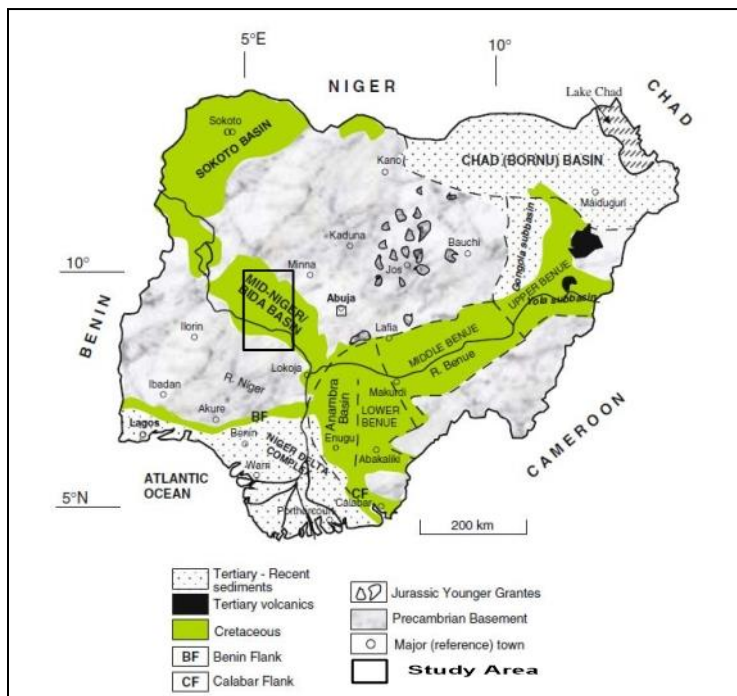 5°E
10°
NIGER
CHAD
Lake Chad
Sokoto
SOKOTO BASIN
Kano
CHAD (BORNU) BASIN
Maiduguri
Kaduna
Bauchi
Gongola subbasin
Jos
10°
Minna
MID-NIGER/
BIDA BASIN
Abuja
UPPER BENUE
Yola subbasin
BENIN
Ilorin
Lafia
MIDDLE BENUE
R. Benue
Lokoja
R. Niger
Makurdi
Ibadan
Anambra
Basin
LOWER
BENUE
Akure
BF
Lagos
Benin
Enugu
NIGER DELTA
COMPLEX
Abakaliki
CAMEROON
Warri
ATLANTIC
OCEAN
CF
Calabar
5°N
Portharcourt
200 km
Tertiary - Recent
sediments
Tertiary volcanics
Cretaceous
BF Benin Flank
CF Calabar Flank
Jurassic Younger Grantes
Precambrian Basement
Major (reference) town
Study Area